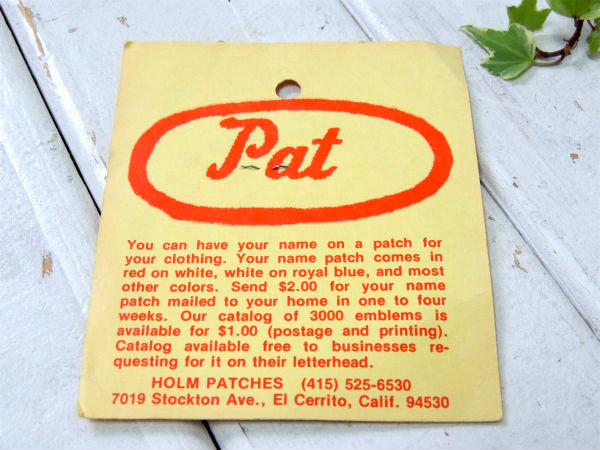 Pat
You can have your name on a patch for
your clothing. Your name patch comes in
red on white, white on royal blue, and most
other colors. Send $2.00 for your name
patch mailed to your home in one to four
weeks. Our catalog of 3000 emblems is
available for $1.00 (postage and printing).
Catalog available free to businesses re-
questing for it on their letterhead.
HOLM PATCHES (415) 525-6530
7019 Stockton Ave., El Cerrito, Calif. 94530